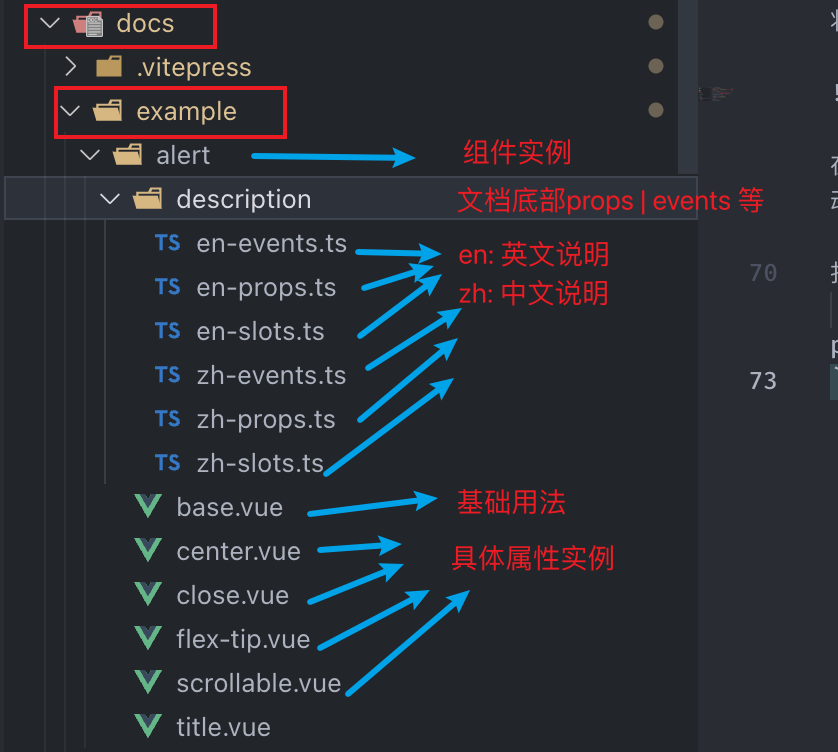 docs
.vitepress
example
alert 组件实例
description 文档底部props | events 等
TS en-events.ts en: 英文说明
TS en-props.ts zh: 中文说明
70
TS en-slots.ts
TS zh-events.ts
73
TS zh-props.ts
TS zh-slots.ts
base.vue 基础用法
center.vue 具体属性实例
close.vue
flex-tip.vue
scrollable.vue
title.vue